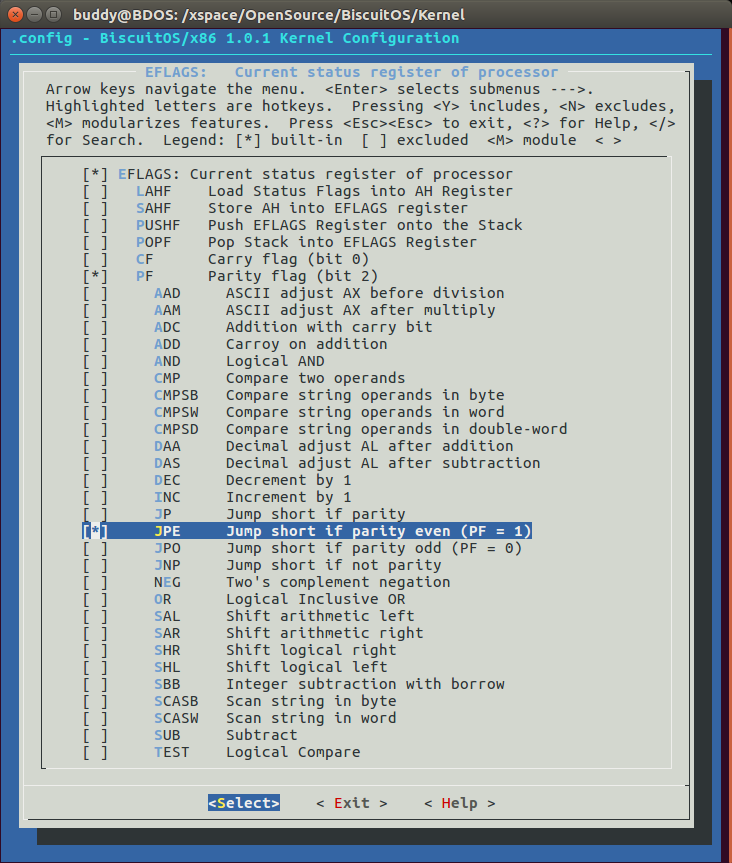 buddy@BDOS: /xspace/OpenSource/BiscuitOS/Kernel
.config - BiscuitOS/x86 1.0.1 Kernel Configuration
EFLAGS:   Current status register of processor
Arrow keys navigate the menu.  <Enter> selects submenus --->.
Highlighted letters are hotkeys.  Pressing <Y> includes, <N> excludes,
<M> modularizes features.  Press <Esc><Esc> to exit, <?> for Help, </>
for Search.  Legend: [*] built-in  [ ] excluded  <M> module  < >
[*] EFLAGS: Current status register of processor
[ ]   LAHF    Load Status Flags into AH Register
[ ]   SAHF    Store AH into EFLAGS register
[ ]   PUSHF   Push EFLAGS Register onto the Stack
[ ]   POPF    Pop Stack into EFLAGS Register
[ ]   CF      Carry flag (bit 0)
[*]   PF      Parity flag (bit 2)
[ ]     AAD     ASCII adjust AX before division
[ ]     AAM     ASCII adjust AX after multiply
[ ]     ADC     Addition with carry bit
[ ]     ADD     Carroy on addition
[ ]     AND     Logical AND
[ ]     CMP     Compare two operands
[ ]     CMPSB   Compare string operands in byte
[ ]     CMPSW   Compare string operands in word
[ ]     CMPSD   Compare string operands in double-word
[ ]     DAA     Decimal adjust AL after addition
[ ]     DAS     Decimal adjust AL after subtraction
[ ]     DEC     Decrement by 1
[ ]     INC     Increment by 1
[ ]     JP      Jump short if parity
[*]     JPE     Jump short if parity even (PF = 1)
[ ]     JPO     Jump short if parity odd (PF = 0)
[ ]     JNP     Jump short if not parity
[ ]     NEG     Two's complement negation
[ ]     OR      Logical Inclusive OR
[ ]     SAL     Shift arithmetic left
[ ]     SAR     Shift arithmetic right
[ ]     SHR     Shift logical right
[ ]     SHL     Shift logical left
[ ]     SBB     Integer subtraction with borrow
[ ]     SCASB   Scan string in byte
[ ]     SCASW   Scan string in word
[ ]     SUB     Subtract
[ ]     TEST    Logical Compare
<Select>    < Exit >    < Help >